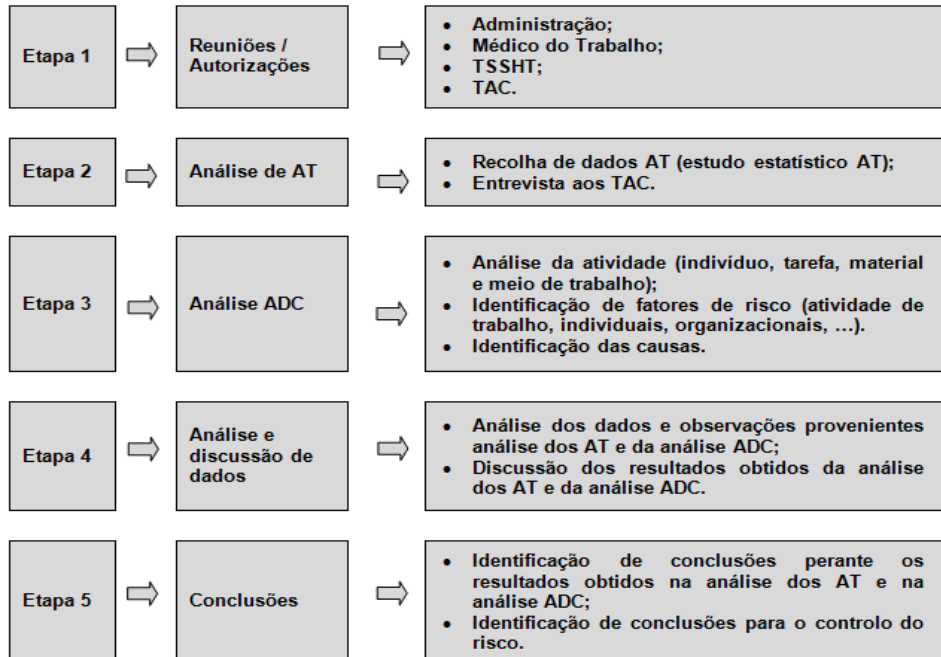 Etapa 1
Reuniões /
Autorizações
• Administração;
• Médico do Trabalho;
• TSSHT;
• TAC.
Etapa 2
Análise de AT
• Recolha de dados AT (estudo estatístico AT);
• Entrevista aos TAC.
Etapa 3
Análise ADC
• Análise da atividade (indivíduo, tarefa, material
e meio de trabalho);
• Identificação de fatores de risco (atividade de
trabalho, individuais, organizacionais, ...).
• Identificação das causas.
Etapa 4
Análise e
discussão de
dados
• Análise dos dados e observações provenientes
análise dos AT e da análise ADC;
• Discussão dos resultados obtidos da análise
dos AT e da análise ADC.
Etapa 5
Conclusões
• Identificação de conclusões perante os
resultados obtidos na análise dos AT e na
análise ADC;
• Identificação de conclusões para o controlo do
risco.